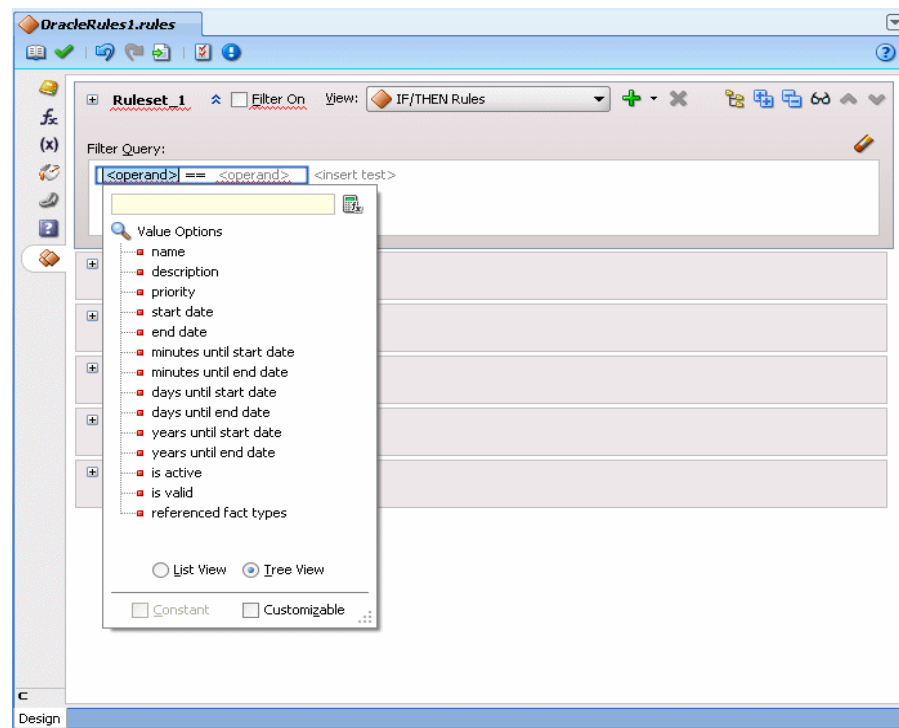 OracleRules1.rules
Ruleset_1 Filter On View: IF/THEN Rules
Filter Query:
<operand> == <operand> <insert test>
Value Options
name
description
priority
start date
end date
minutes until start date
minutes until end date
days until start date
days until end date
years until start date
years until end date
is active
is valid
referenced fact types
List View Tree View
Constant Customizable
Design